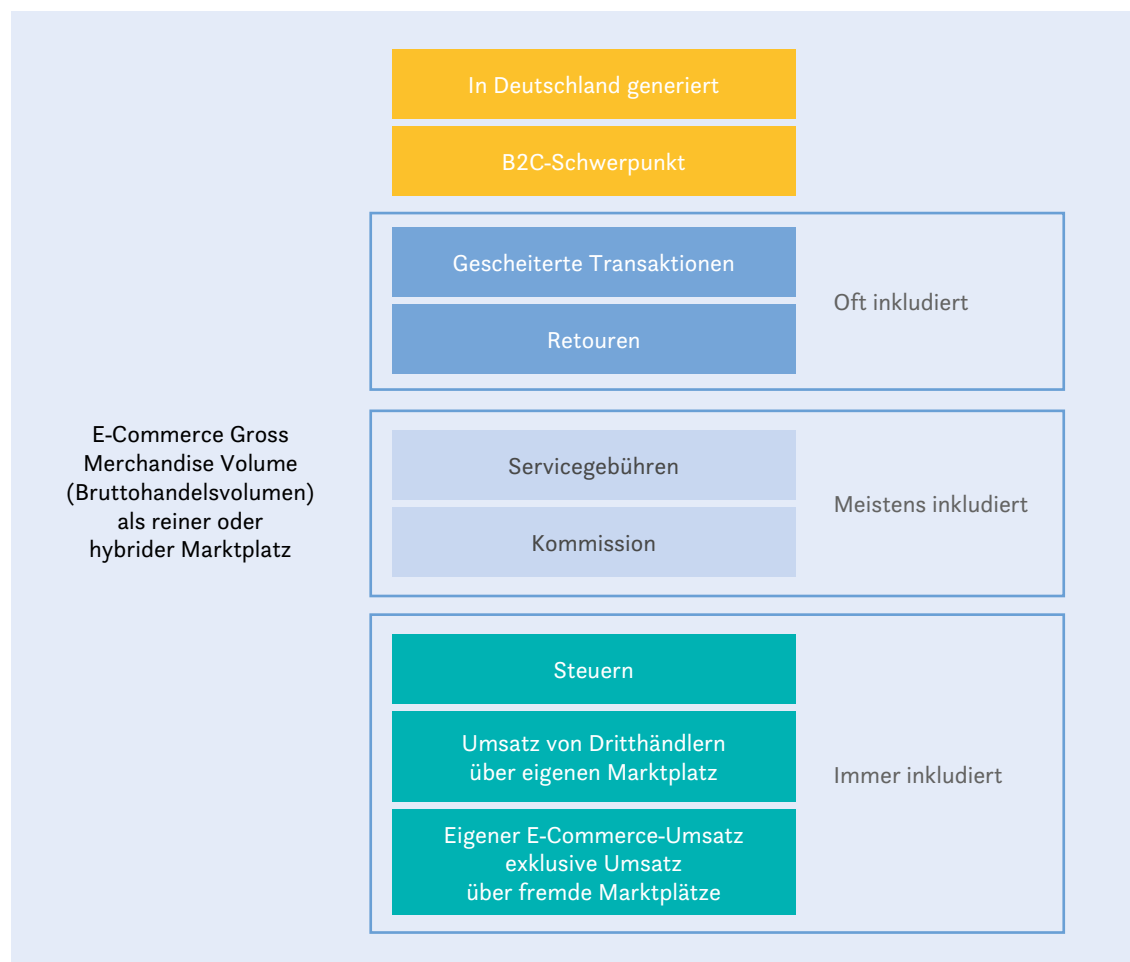 In Deutschland generiert
B2C-Schwerpunkt
Gescheiterte Transaktionen
Retouren
Oft inkludiert
E-Commerce Gross
Merchandise Volume
(Bruttohandelsvolumen)
als reiner oder
hybrider Marktplatz
Servicegebühren
Kommission
Meistens inkludiert
Steuern
Umsatz von Dritthändlern
über eigenen Marktplatz
Eigener E-Commerce-Umsatz
exklusive Umsatz
über fremde Marktplätze
Immer inkludiert